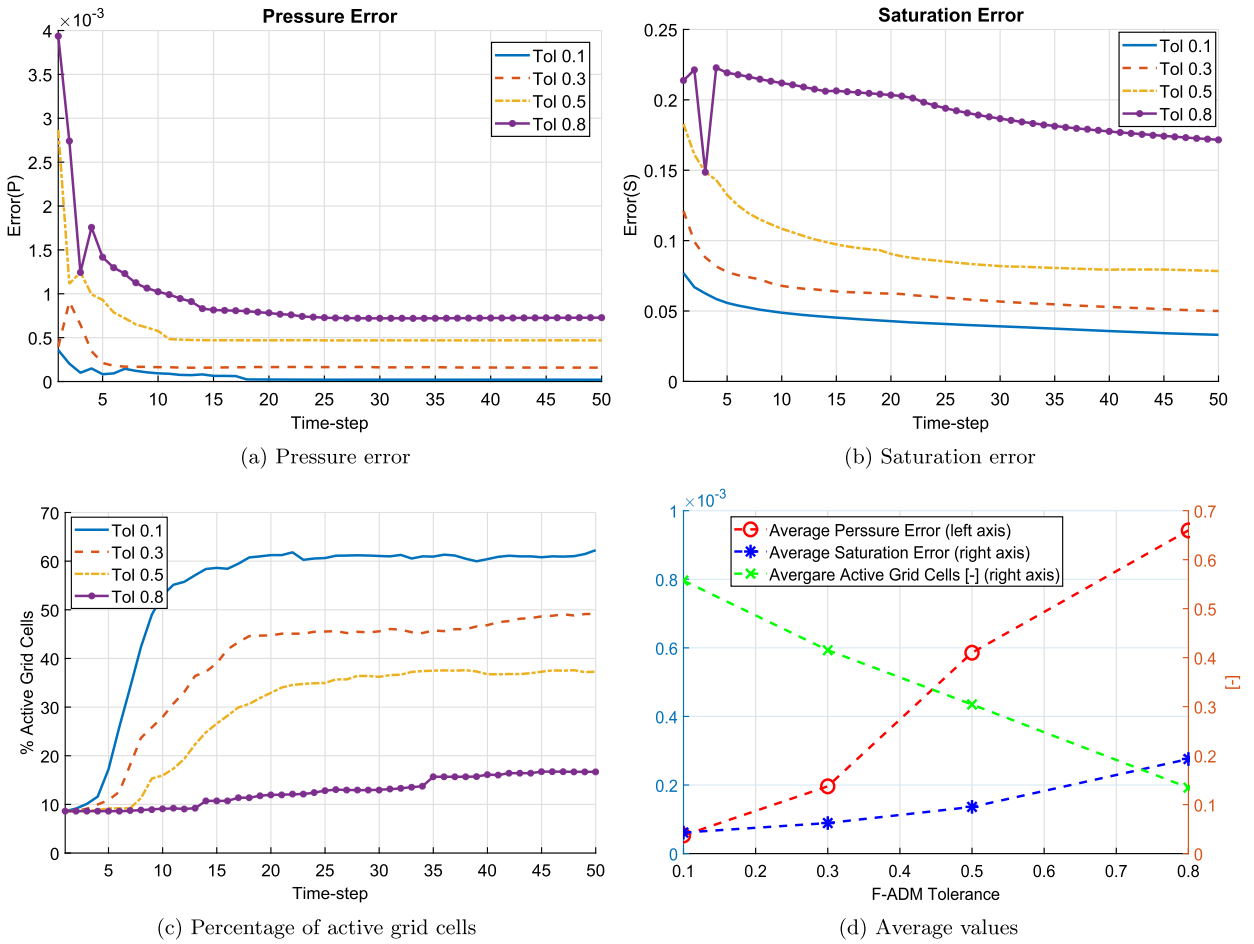 Pressure Error
×10⁻³
4
3.5
3
2.5
2
1.5
1
0.5
0
Error(P)
5 10 15 20 25 30 35 40 45 50
Time-step
Tol 0.1
Tol 0.3
Tol 0.5
Tol 0.8
(a) Pressure error
Saturation Error
0.25
0.2
0.15
0.1
0.05
0
Error(S)
5 10 15 20 25 30 35 40 45 50
Time-step
Tol 0.1
Tol 0.3
Tol 0.5
Tol 0.8
(b) Saturation error
70
60
50
40
30
20
10
0
% Active Grid Cells
5 10 15 20 25 30 35 40 45 50
Time-step
Tol 0.1
Tol 0.3
Tol 0.5
Tol 0.8
(c) Percentage of active grid cells
×10⁻³
1
0.8
0.6
0.4
0.2
0
Average Perssure Error (left axis)
Average Saturation Error (right axis)
Avergare Active Grid Cells [-] (right axis)
0.7
0.6
0.5
0.4
0.3
0.2
0.1
0
[-]
0.1 0.2 0.3 0.4 0.5 0.6 0.7 0.8
F-ADM Tolerance
(d) Average values